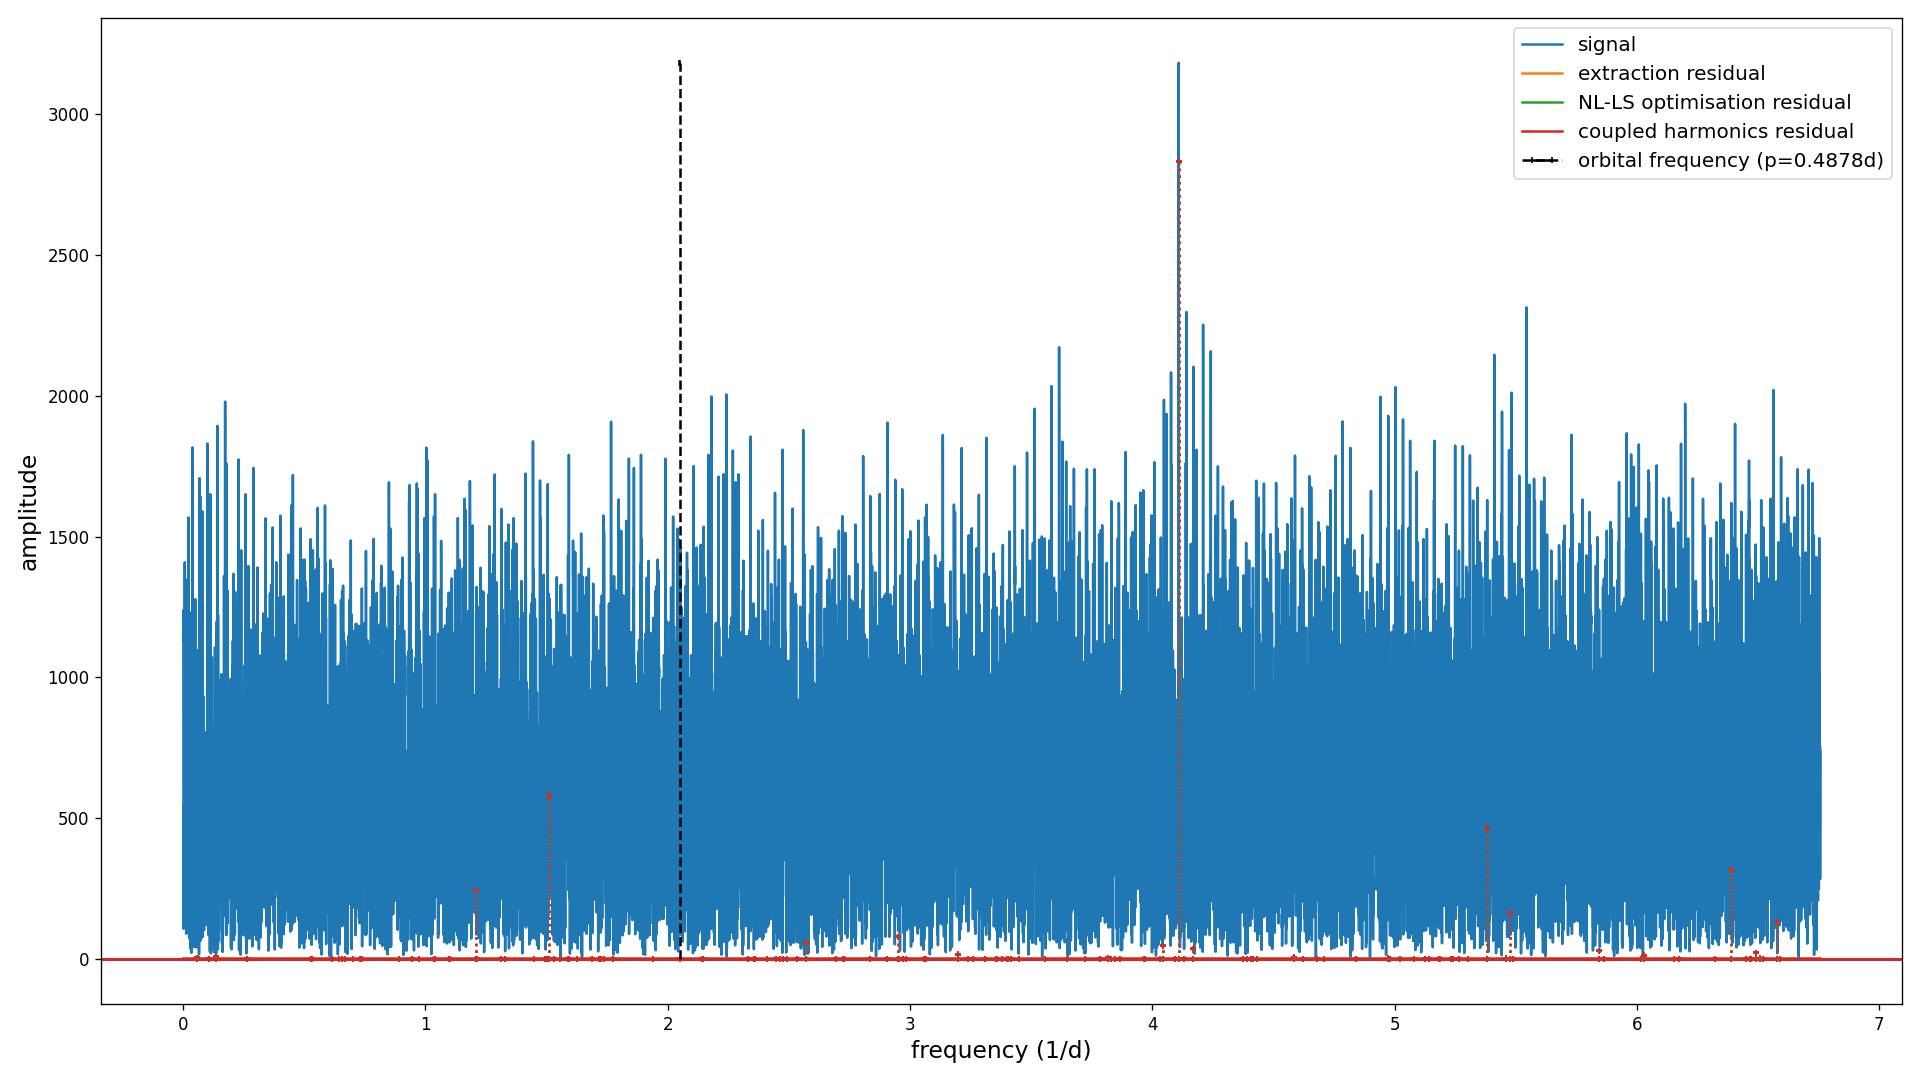 signal
extraction residual
NL-LS optimisation residual
coupled harmonics residual
orbital frequency (p=0.4878d)
3000
2500
2000
1500
1000
500
0
amplitude
0 1 2 3 4 5 6 7
frequency (1/d)